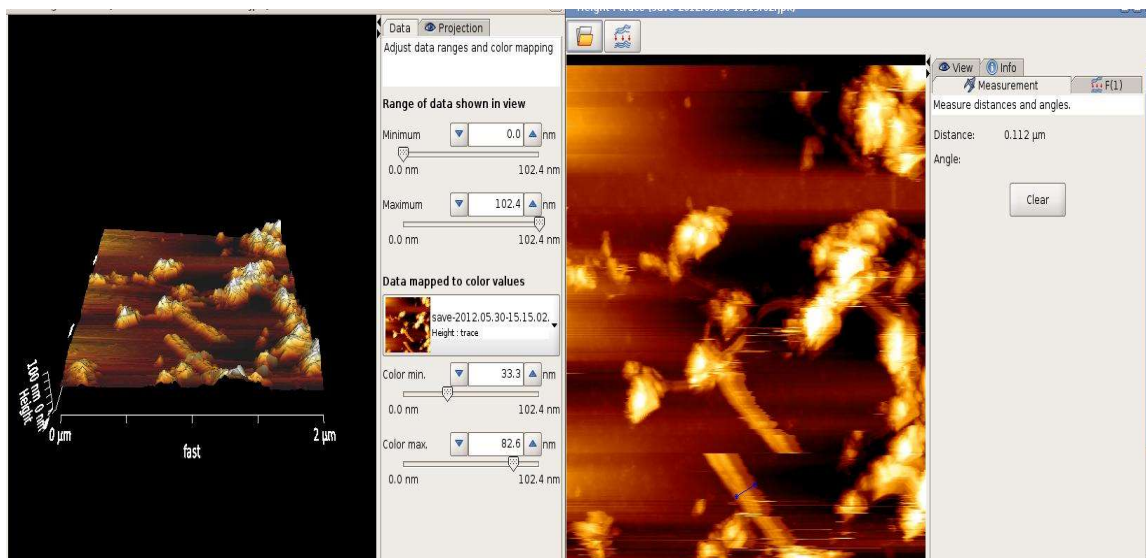 Data
Projection
Adjust data ranges and color mapping
Range of data shown in view
Minimum
0.0
nm
0.0 nm
102.4 nm
Maximum
102.4
nm
0.0 nm
102.4 nm
Data mapped to color values
save-2012.05.30-15.15.02.
Height : trace
Color min.
33.3
nm
0.0 nm
102.4 nm
Color max.
82.6
nm
0.0 nm
102.4 nm
100 nm
0 nm
Height
0 µm
2 µm
fast
View
Info
Measurement
F(1)
Measure distances and angles.
Distance:
0.112 µm
Angle:
Clear